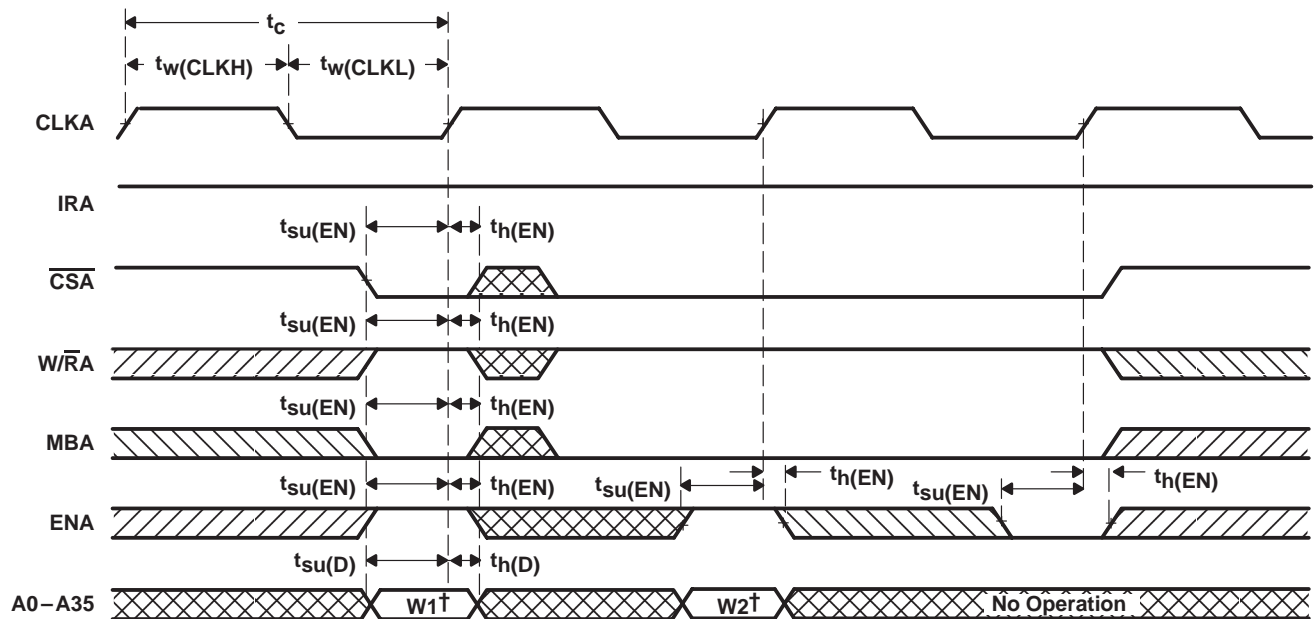 tc
tw(CLKH) tw(CLKL)
CLKA
IRA
tsu(EN) th(EN)
CSA
tsu(EN) th(EN)
W/RA
tsu(EN) th(EN)
MBA
tsu(EN) th(EN) tsu(EN) th(EN) tsu(EN) th(EN)
ENA
tsu(D) th(D)
A0–A35 W1† W2† No Operation